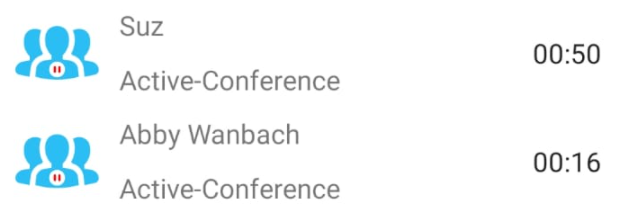 Suz
00:50
Active-Conference
Abby Wanbach
00:16
Active-Conference